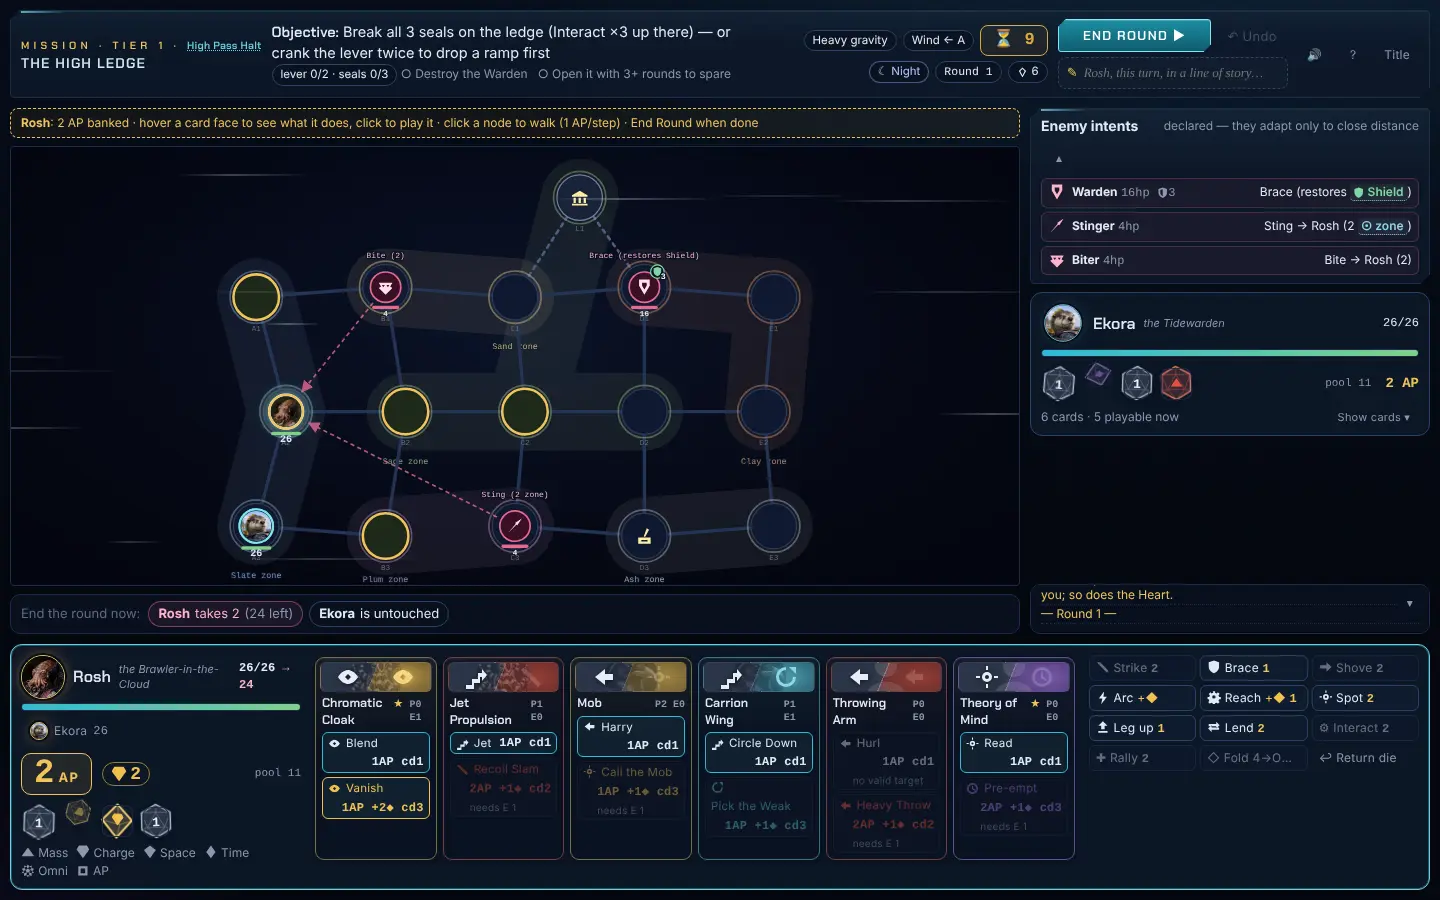 MISSION · TIER 1 · High Pass Halt
THE HIGH LEDGE
Objective: Break all 3 seals on the ledge (Interact ×3 up there) — or
crank the lever twice to drop a ramp first
lever 0/2 · seals 0/3 Destroy the Warden Open it with 3+ rounds to spare
Heavy gravity Wind ← A 9
Night Round 1 6
END ROUND ▶ ↶ Undo
Rosh, this turn, in a line of story…
? Title
Rosh: 2 AP banked · hover a card face to see what it does, click to play it · click a node to walk (1 AP/step) · End Round when done
L1
Bite (2)
Brace (restores Shield)
3
4
16
A1
C1
E1
Sand zone
26
B2
C2
D2
E2
Sage zone
Clay zone
Sting (2 zone)
26
4
B3
D3
E3
Slate zone
Plum zone
Ash zone
End the round now: Rosh takes 2 (24 left) Ekora is untouched
Enemy intents declared — they adapt only to close distance
▲
Warden 16hp 3 Brace (restores Shield )
Stinger 4hp Sting → Rosh (2 zone )
Biter 4hp Bite → Rosh (2)
Ekora the Tidewarden 26/26
1 1 pool 11 2 AP
6 cards · 5 playable now Show cards ▾
you; so does the Heart.
— Round 1 —
▼
Rosh the Brawler-in-the-Cloud 26/26 → 24
Ekora 26
2 AP 2 pool 11
1 1
Mass Charge Space Time
Omni AP
Chromatic Cloak ★ P0 E1
Blend
1AP cd1
Vanish
1AP +2◆ cd3
Jet Propulsion P1 E0
Jet 1AP cd1
Recoil Slam
2AP +1◆ cd2
needs E 1
Mob P2 E0
Harry
1AP cd1
Call the Mob
1AP +1◆ cd3
needs E 1
Carrion Wing P1 E1
Circle Down
1AP cd1
Pick the Weak
1AP +1◆ cd3
Throwing Arm P0 E0
Hurl
1AP cd1
no valid target
Heavy Throw
2AP +1◆ cd2
needs E 1
Theory of Mind ★ P0 E0
Read
1AP cd1
Pre-empt
2AP +1◆ cd3
needs E 1
Strike 2 Brace 1 Shove 2
Arc +◆ Reach +◆ 1 Spot 2
Leg up 1 Lend 2 Interact 2
Rally 2 Fold 4→O… Return die